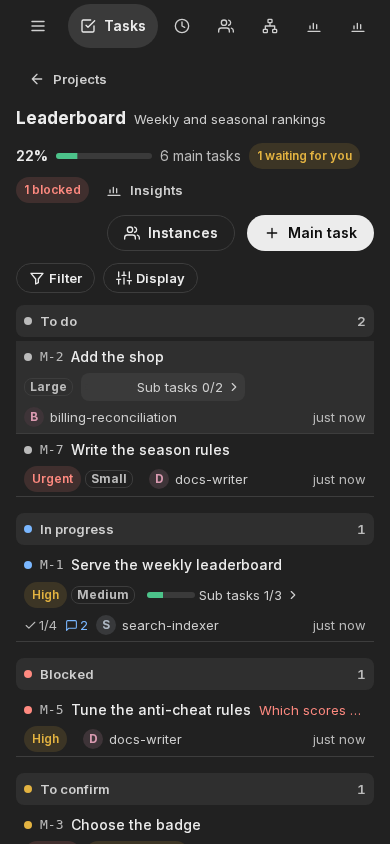 Tasks
Projects
Leaderboard Weekly and seasonal rankings
22% 6 main tasks 1 waiting for you
1 blocked Insights
Instances Main task
Filter Display
To do 2
M-2 Add the shop
Large Sub tasks 0/2
B billing-reconciliation just now
M-7 Write the season rules
Urgent Small D docs-writer just now
In progress 1
M-1 Serve the weekly leaderboard
High Medium Sub tasks 1/3
1/4 2 S search-indexer just now
Blocked 1
M-5 Tune the anti-cheat rules Which scores ...
High D docs-writer just now
To confirm 1
M-3 Choose the badge